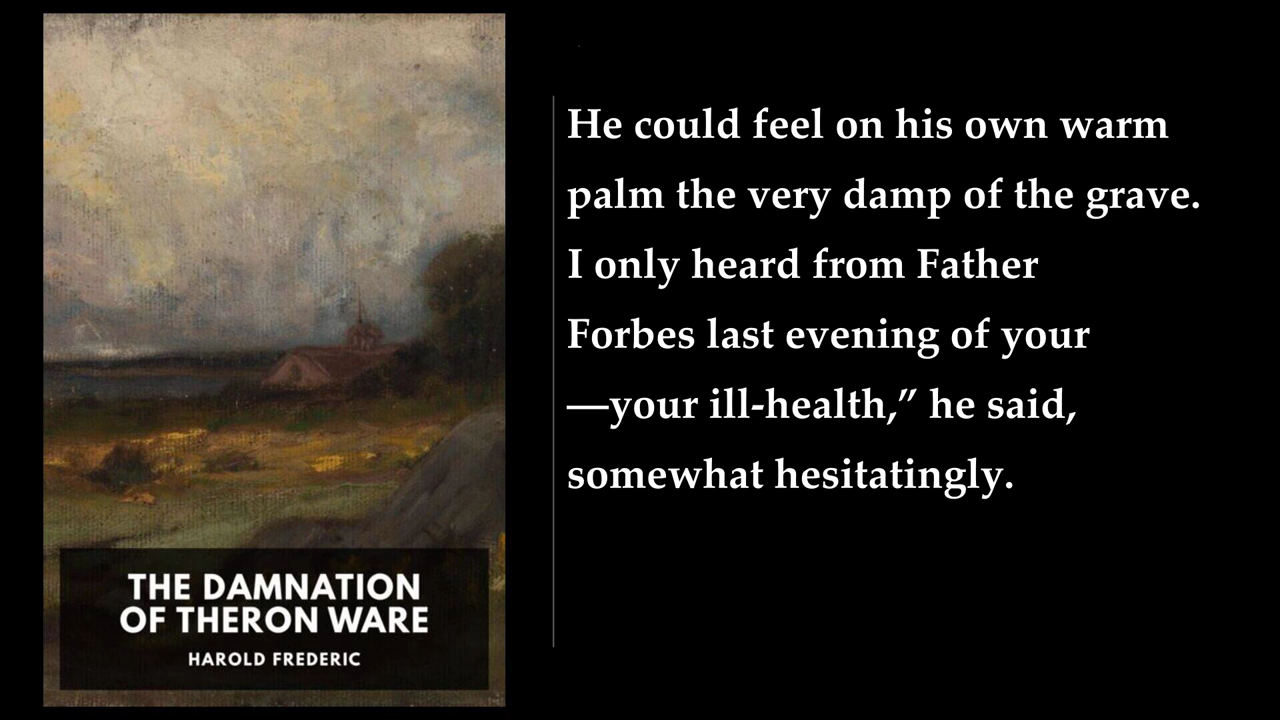 He could feel on his own warm
palm the very damp of the grave.
I only heard from Father
Forbes last evening of your
—your ill-health,” he said,
somewhat hesitatingly.
THE DAMNATION
OF THERON WARE
HAROLD FREDERIC